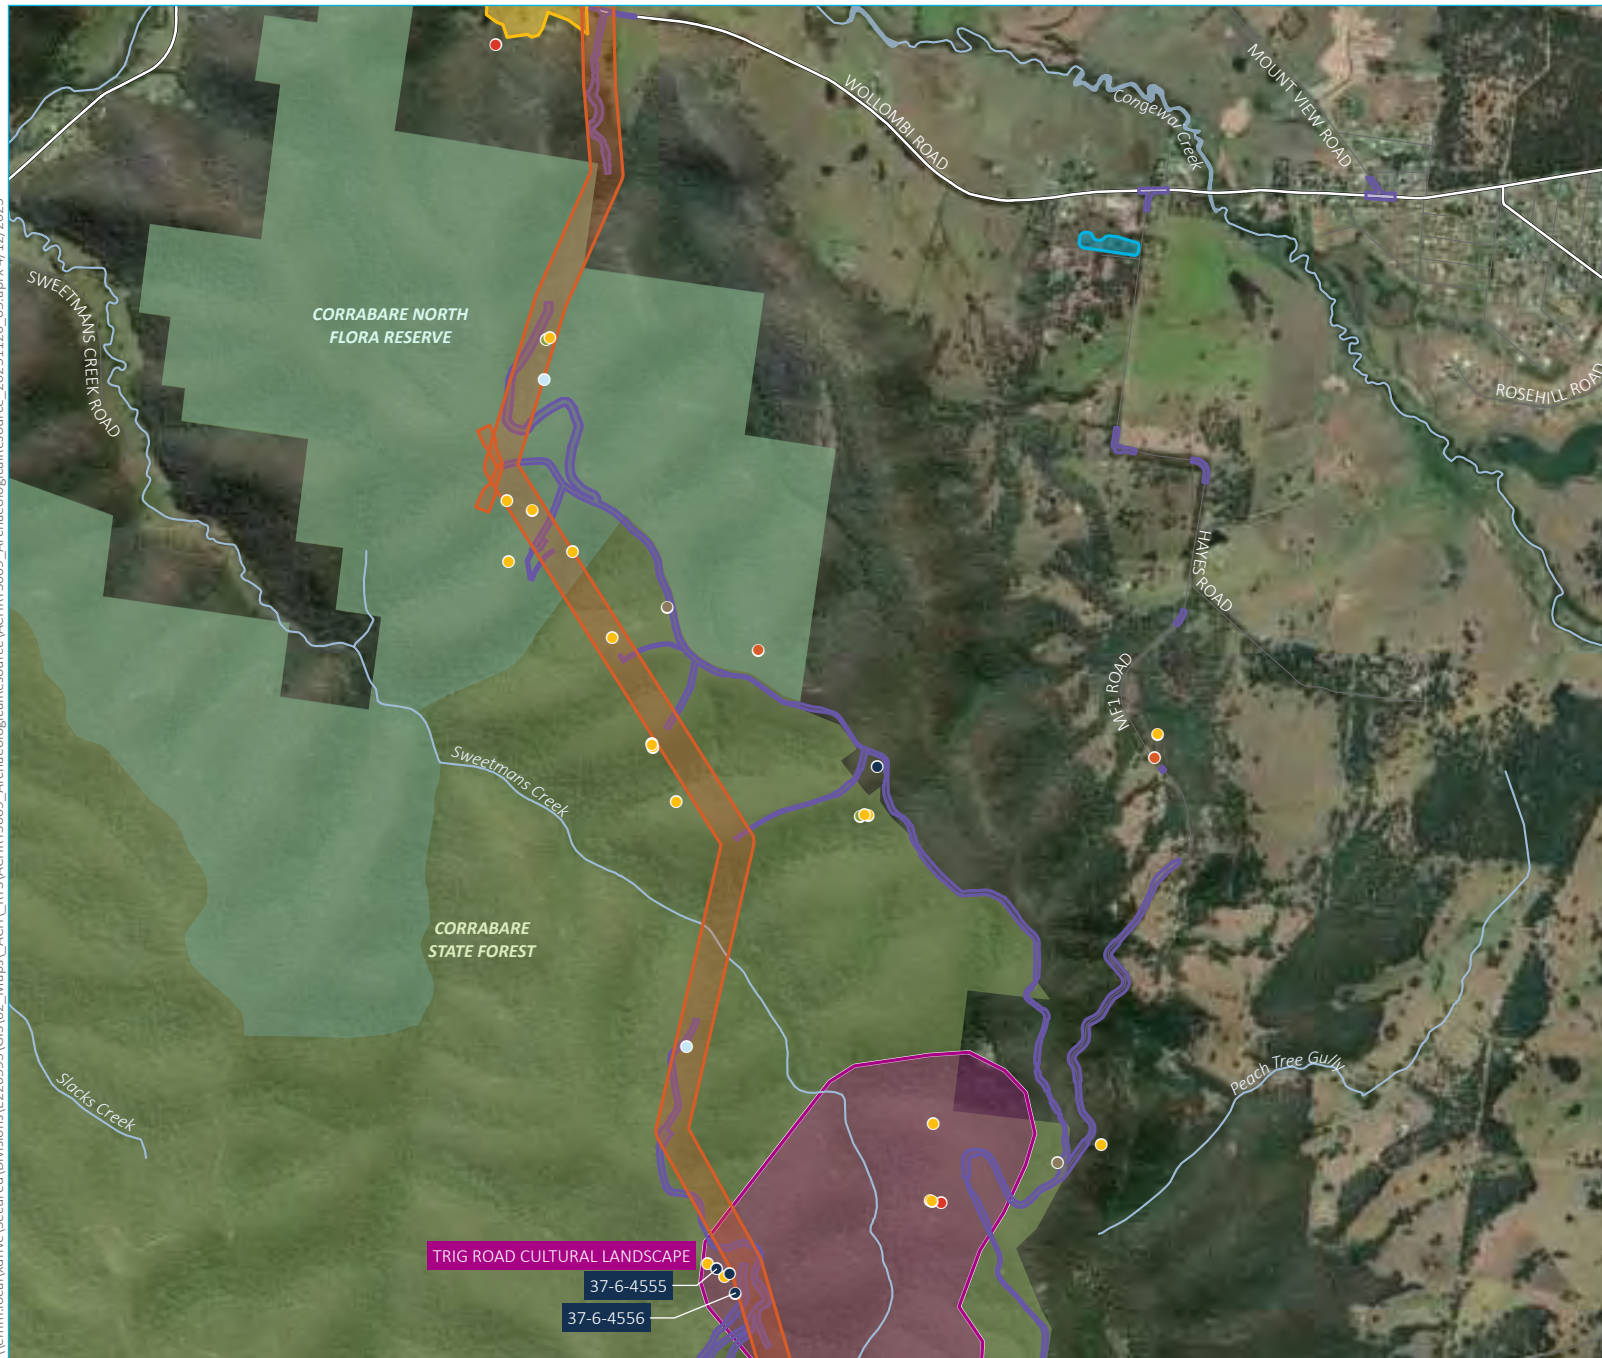 WOLLOMBI ROAD
Congewai Creek
MOUNT VIEW ROAD
ROSEHILL ROAD
SWEETMANS CREEK ROAD
CORRABARE NORTH
FLORA RESERVE
HAYES ROAD
MF1 ROAD
Sweetmans Creek
CORRABARE
STATE FOREST
Peach Tree Gully
Slacks Creek
TRIG ROAD CULTURAL LANDSCAPE
37-6-4555
37-6-4556